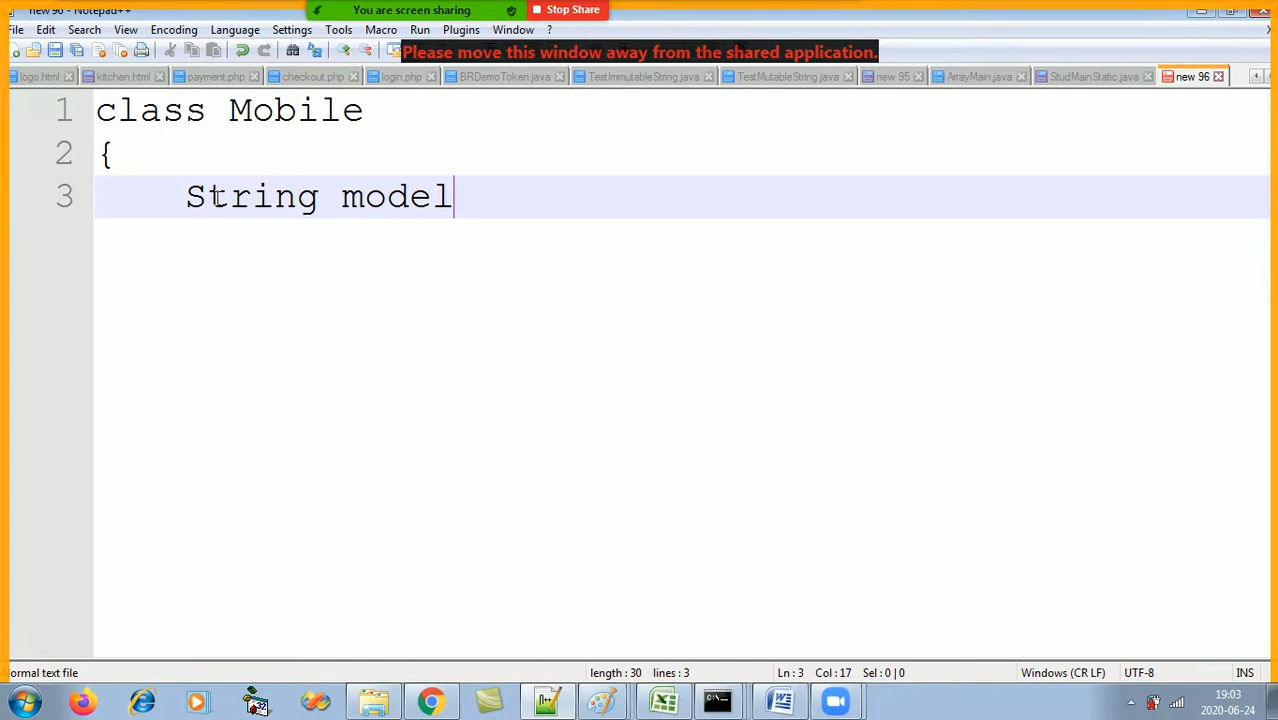 new 96 - Notepad++
You are screen sharing
Stop Share
File Edit Search View Encoding Language Settings Tools Macro Run Plugins Window ?
Please move this window away from the shared application.
logo.html kitchen.html payment.php checkout.php login.php BRDemoToken.java TestImmutableString.java TestMutableString.java new 95 ArrayMain.java StudMainStatic.java new 96
1 class Mobile
2 {
3 String model
ormal text file length : 30 lines : 3 Ln : 3 Col : 17 Sel : 0 | 0 Windows (CR LF) UTF-8 INS
32
19:03
2020-06-24